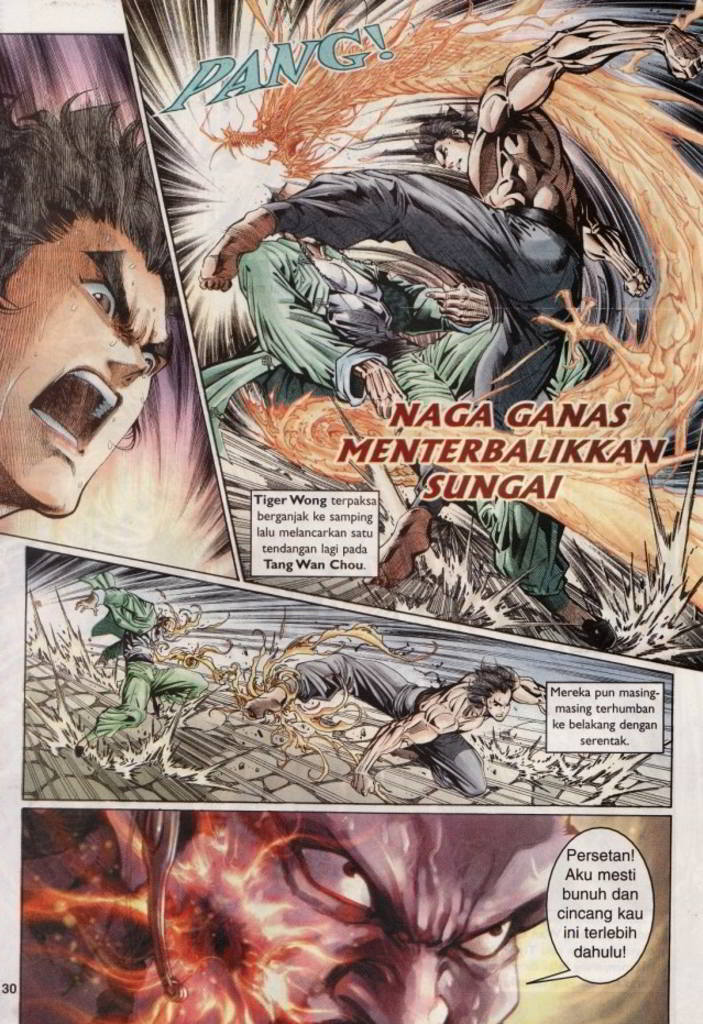 PANG!
NAGA GANAS
MENTERBALIKKAN
SUNGAI
Tiger Wong terpaksa
berganjak ke samping
lalu melancarkan satu
tendangan lagi pada
Tang Wan Chou.
Mereka pun masing-
masing terhumban
ke belakang dengan
serentak.
Persetan!
Aku mesti
bunuh dan
cincang kau
ini terlebih
dahulu!
30